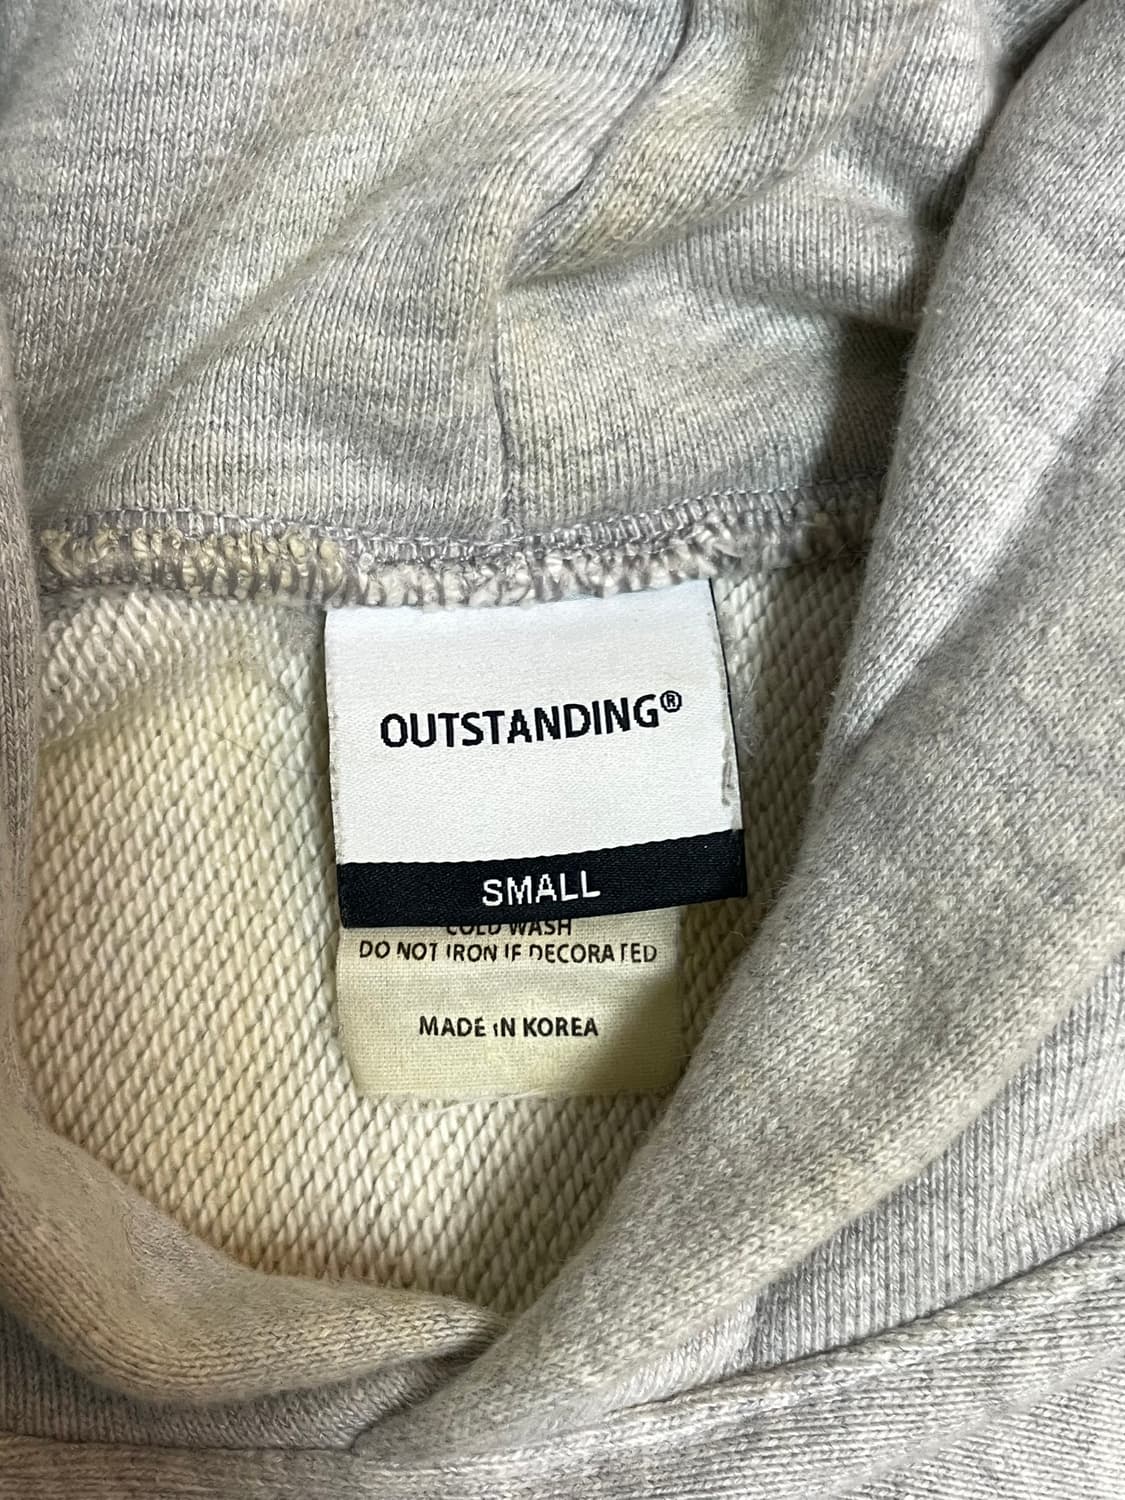 OUTSTANDING®
SMALL
COLD WASH
DO NOT IRON IF DECORATED
MADE IN KOREA